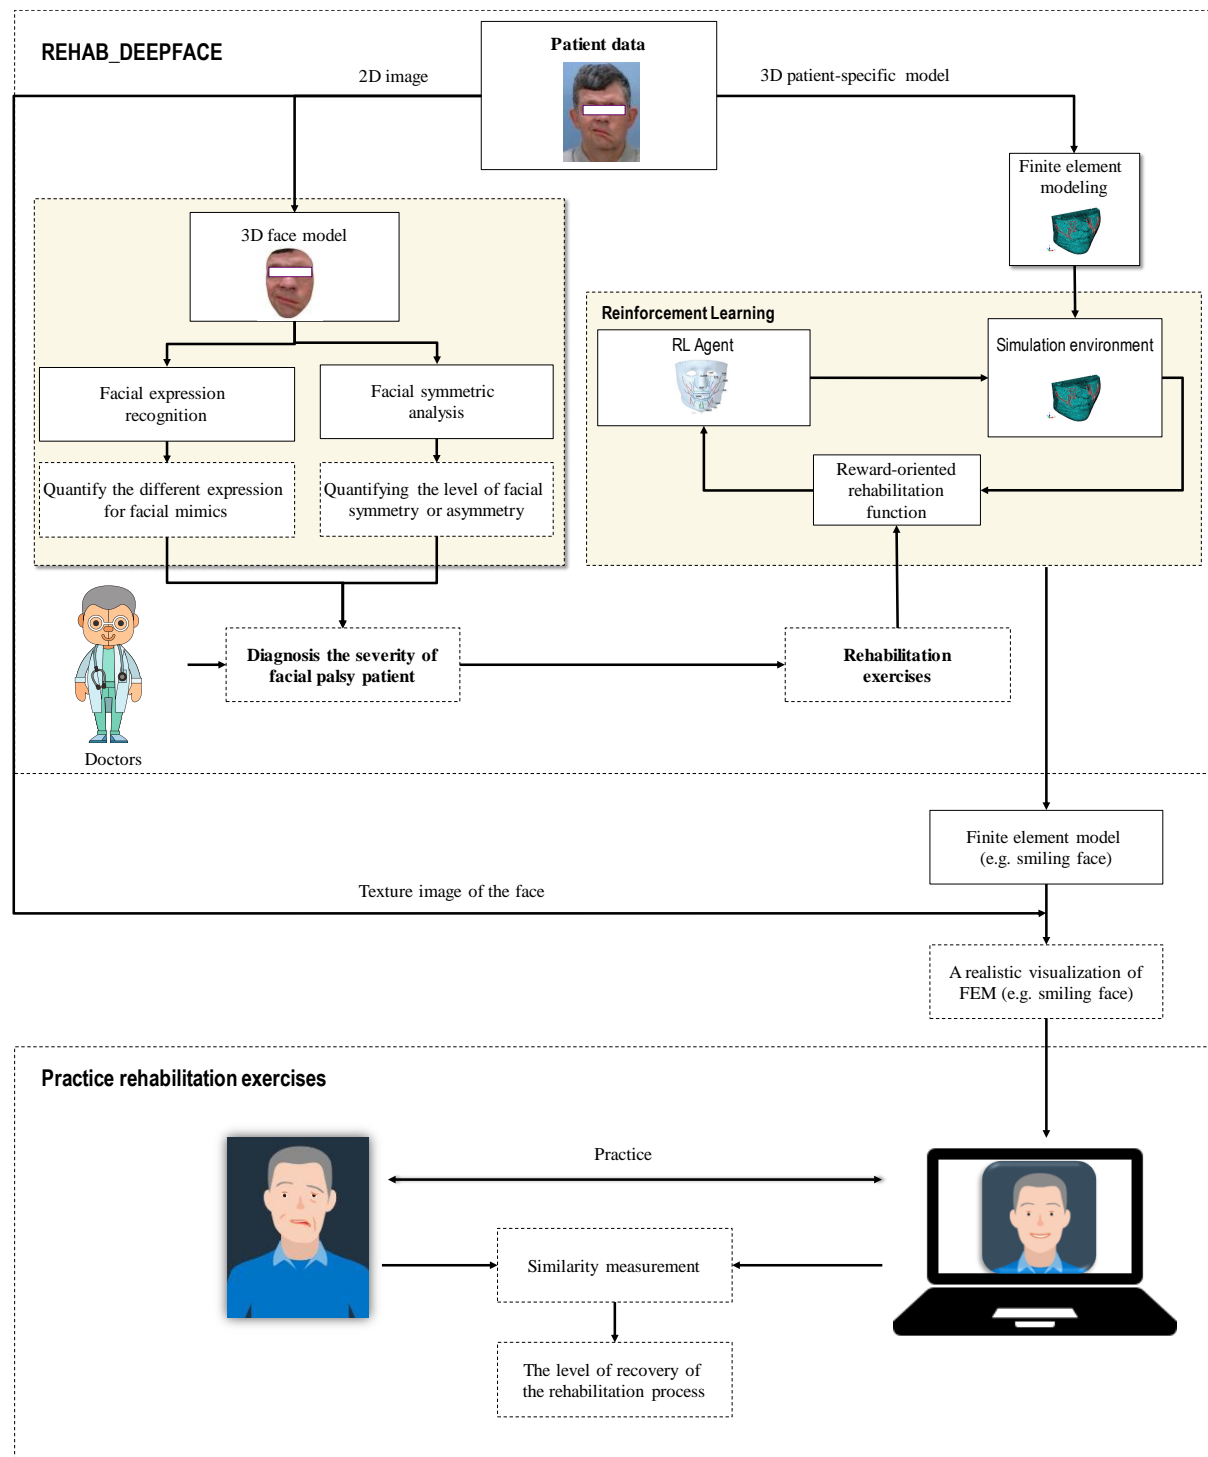 REHAB_DEEPFACE
Patient data
2D image
3D patient-specific model
Finite element
modeling
3D face model
Reinforcement Learning
RL Agent
Simulation environment
Facial expression
recognition
Facial symmetric
analysis
Quantify the different expression
for facial mimics
Quantifying the level of facial
symmetry or asymmetry
Reward-oriented
rehabilitation
function
Diagnosis the severity of
facial palsy patient
Rehabilitation
exercises
Doctors
Finite element model
(e.g. smiling face)
Texture image of the face
A realistic visualization of
FEM (e.g. smiling face)
Practice rehabilitation exercises
Practice
Similarity measurement
The level of recovery of
the rehabilitation process